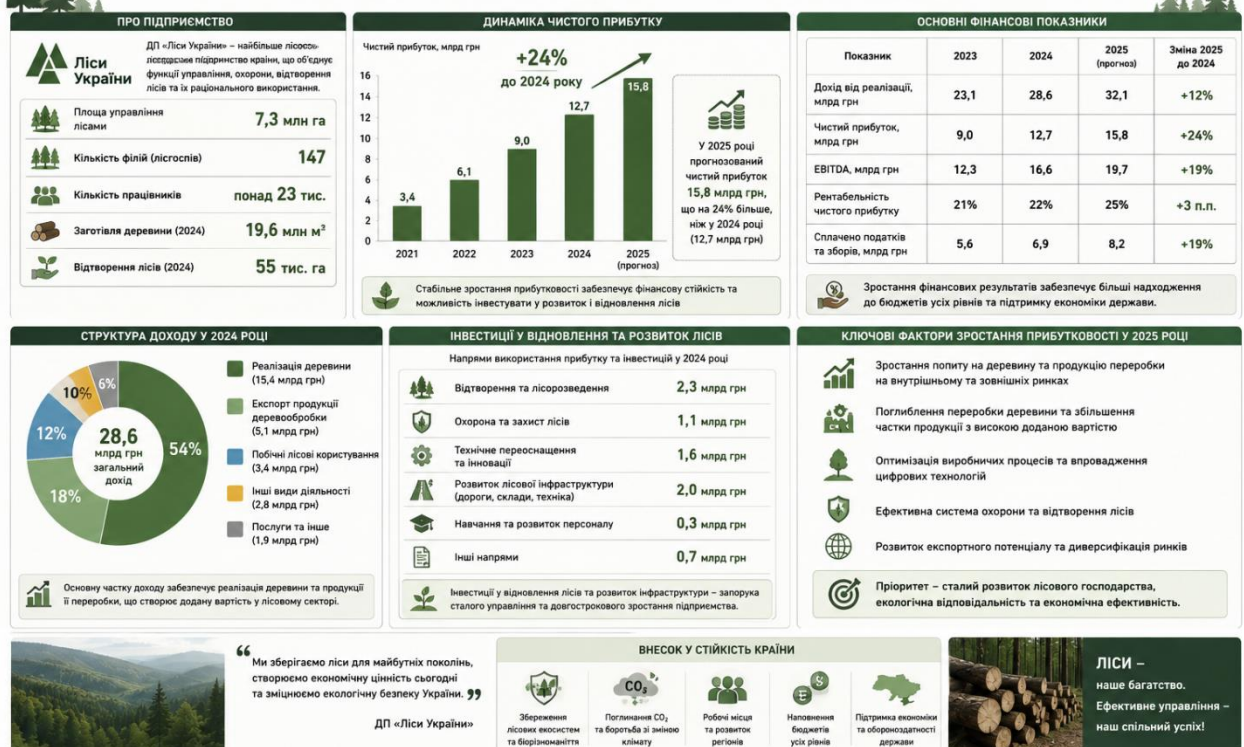 ПРО ПІДПРИЄМСТВО
Ліси
України
ДП «Ліси України» – найбільше
країни, що об'єднує
функції управління, охорони, відтворення
лісів та їх раціонального використання.
Площа управління
лісами
7,3 млн га
Кількість філій (лісгоспів)
147
Кількість працівників
понад 23 тис.
Заготівля деревини (2024)
19,6 млн м³
Відтворення лісів (2024)
55 тис. га
ДИНАМІКА ЧИСТОГО ПРИБУТКУ
Чистий прибуток, млрд грн
+24%
до 2024 року
16
14
12
10
8
6
4
2
0
3,4
6,1
9,0
12,7
15,8
2021
2022
2023
2024
2025
(прогноз)
У 2025 році
прогнозований
чистий прибуток
15,8 млрд грн,
що на 24% більше,
ніж у 2024 році
(12,7 млрд грн)
Стабільне зростання прибутковості забезпечує фінансову стійкість та
можливість інвестувати у розвиток і відновлення лісів
ОСНОВНІ ФІНАНСОВІ ПОКАЗНИКИ
Показник 2023 2024 2025 (прогноз) Зміна 2025 до 2024
Дохід від реалізації,
млрд грн
23,1 28,6 32,1 +12%
Чистий прибуток,
млрд грн
9,0 12,7 15,8 +24%
EBITDA, млрд грн 12,3 16,6 19,7 +19%
Рентабельність
чистого прибутку
21% 22% 25% +3 п.п.
Сплачено податків
та зборів, млрд грн
5,6 6,9 8,2 +19%
Зростання фінансових результатів забезпечує більші надходження
до бюджетів усіх рівнів та підтримку економіки держави.
СТРУКТУРА ДОХОДУ У 2024 РОЦІ
54%
18%
12%
10%
6%
28,6
млрд грн
загальний
дохід
Реалізація деревини
(15,4 млрд грн)
Експорт продукції
деревообробки
(5,1 млрд грн)
Побічні лісові користування
(3,4 млрд грн)
Інші види діяльності
(2,8 млрд грн)
Послуги та інше
(1,9 млрд грн)
Основну частку доходу забезпечує реалізація деревини та продукції
її переробки, що створює додану вартість у лісовому секторі.
ІНВЕСТИЦІЇ У ВІДНОВЛЕННЯ ТА РОЗВИТОК ЛІСІВ
Напрями використання прибутку та інвестицій у 2024 році
Відтворення та лісорозведення
2,3 млрд грн
Охорона та захист лісів
1,1 млрд грн
Технічне переоснащення
та інновації
1,6 млрд грн
Розвиток лісової інфраструктури
(дороги, склади, техніка)
2,0 млрд грн
Навчання та розвиток персоналу
0,3 млрд грн
Інші напрями
0,7 млрд грн
Інвестиції у відновлення лісів та розвиток інфраструктури – запорука
сталого управління та довгострокового зростання підприємства.
КЛЮЧОВІ ФАКТОРИ ЗРОСТАННЯ ПРИБУТКОВОСТІ У 2025 РОЦІ
Зростання попиту на деревину та продукцію переробки
на внутрішньому та зовнішніх ринках
Поглиблення переробки деревини та збільшення
частки продукції з високою доданою вартістю
Оптимізація виробничих процесів та впровадження
цифрових технологій
Ефективна система охорони та відтворення лісів
Розвиток експортного потенціалу та диверсифікація ринків
Пріоритет – сталий розвиток лісового господарства,
екологічна відповідальність та економічна ефективність.
“Ми зберігаємо ліси для майбутніх поколінь,
створюємо економічну цінність сьогодні
та зміцнюємо екологічну безпеку України.”
ДП «Ліси України»
ВНЕСОК У СТІЙКІСТЬ КРАЇНИ
Збереження
лісових екосистем
та біорізноманіття
Поглинання CO₂
та боротьба зі зміною
клімату
Робочі місця
та розвиток
регіонів
Наповнення
бюджетів
усіх рівнів
Підтримка економіки
та обороноздатності
держави
ЛІСИ –
наше багатство.
Ефективне управління –
наш спільний успіх!